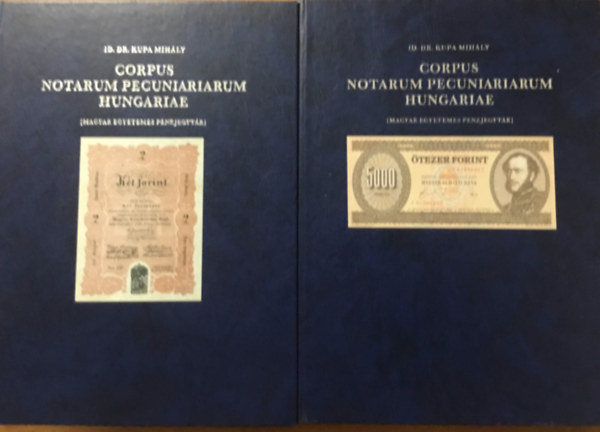 ID. DR. KUPA MIHÁLY
CORPUS
NOTARUM PECUNIARIARUM
HUNGARIAE
(MAGYAR EGYETEMES PÉNZJEGYTÁR)
2
Két forint
ID. DR. KUPA MIHÁLY
CORPUS
NOTARUM PECUNIARIARUM
HUNGARIAE
(MAGYAR EGYETEMES PÉNZJEGYTÁR)
ÖTEZER FORINT
5000